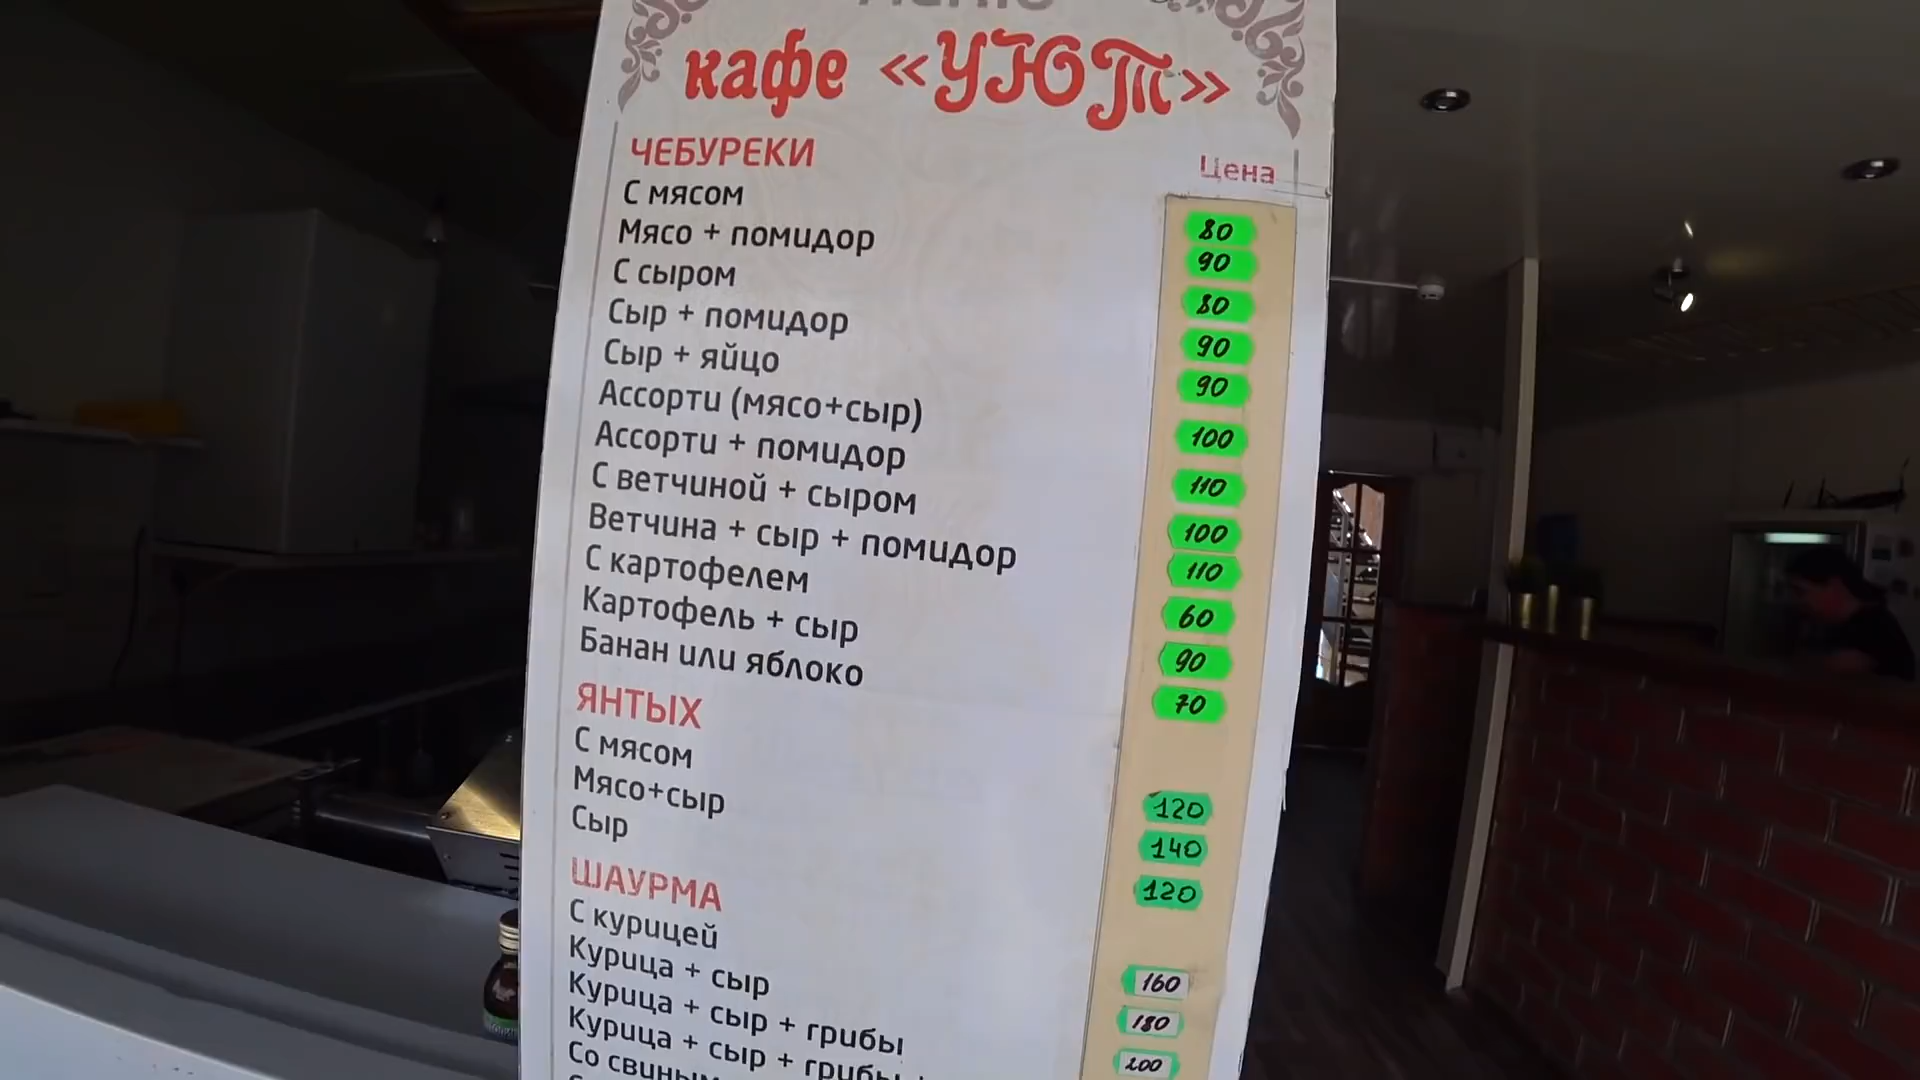 кафе «УЮТ»
ЧЕБУРЕКИ Цена
С мясом 80
Мясо + помидор 90
С сыром 80
Сыр + помидор 90
Сыр + яйцо 90
Ассорти (мясо+сыр) 100
Ассорти + помидор 110
С ветчиной + сыром 100
Ветчина + сыр + помидор 110
С картофелем 60
Картофель + сыр 90
Банан или яблоко 70
ЯНТЫХ
С мясом 120
Мясо+сыр 140
Сыр 120
ШАУРМА
С курицей 160
Курица + сыр 180
Курица + сыр + грибы 200
Курица + сыр + грибы +
Со